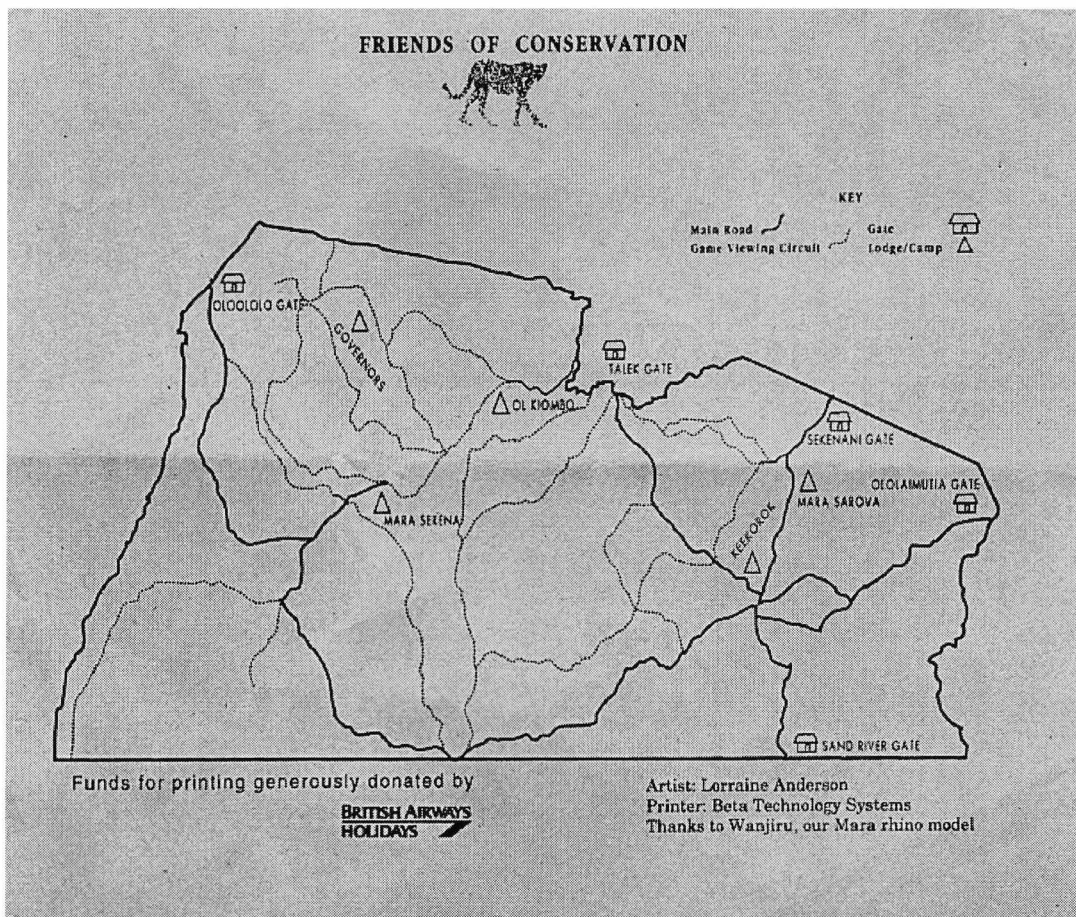 FRIENDS OF CONSERVATION
KEY
Main Road
Gate
Game Viewing Circuit
Lodge/Camp
OLOOLOLO GATE
GOVERNORS
TALEK GATE
OL KIOMBO
SEKENANI GATE
OLOLAIMUTIA GATE
MARA SAROVA
MARA SERENA
KEEKOROK
SAND RIVER GATE
Funds for printing generously donated by
BRITISH AIRWAYS
HOLIDAYS
Artist: Lorraine Anderson
Printer: Beta Technology Systems
Thanks to Wanjiru, our Mara rhino model